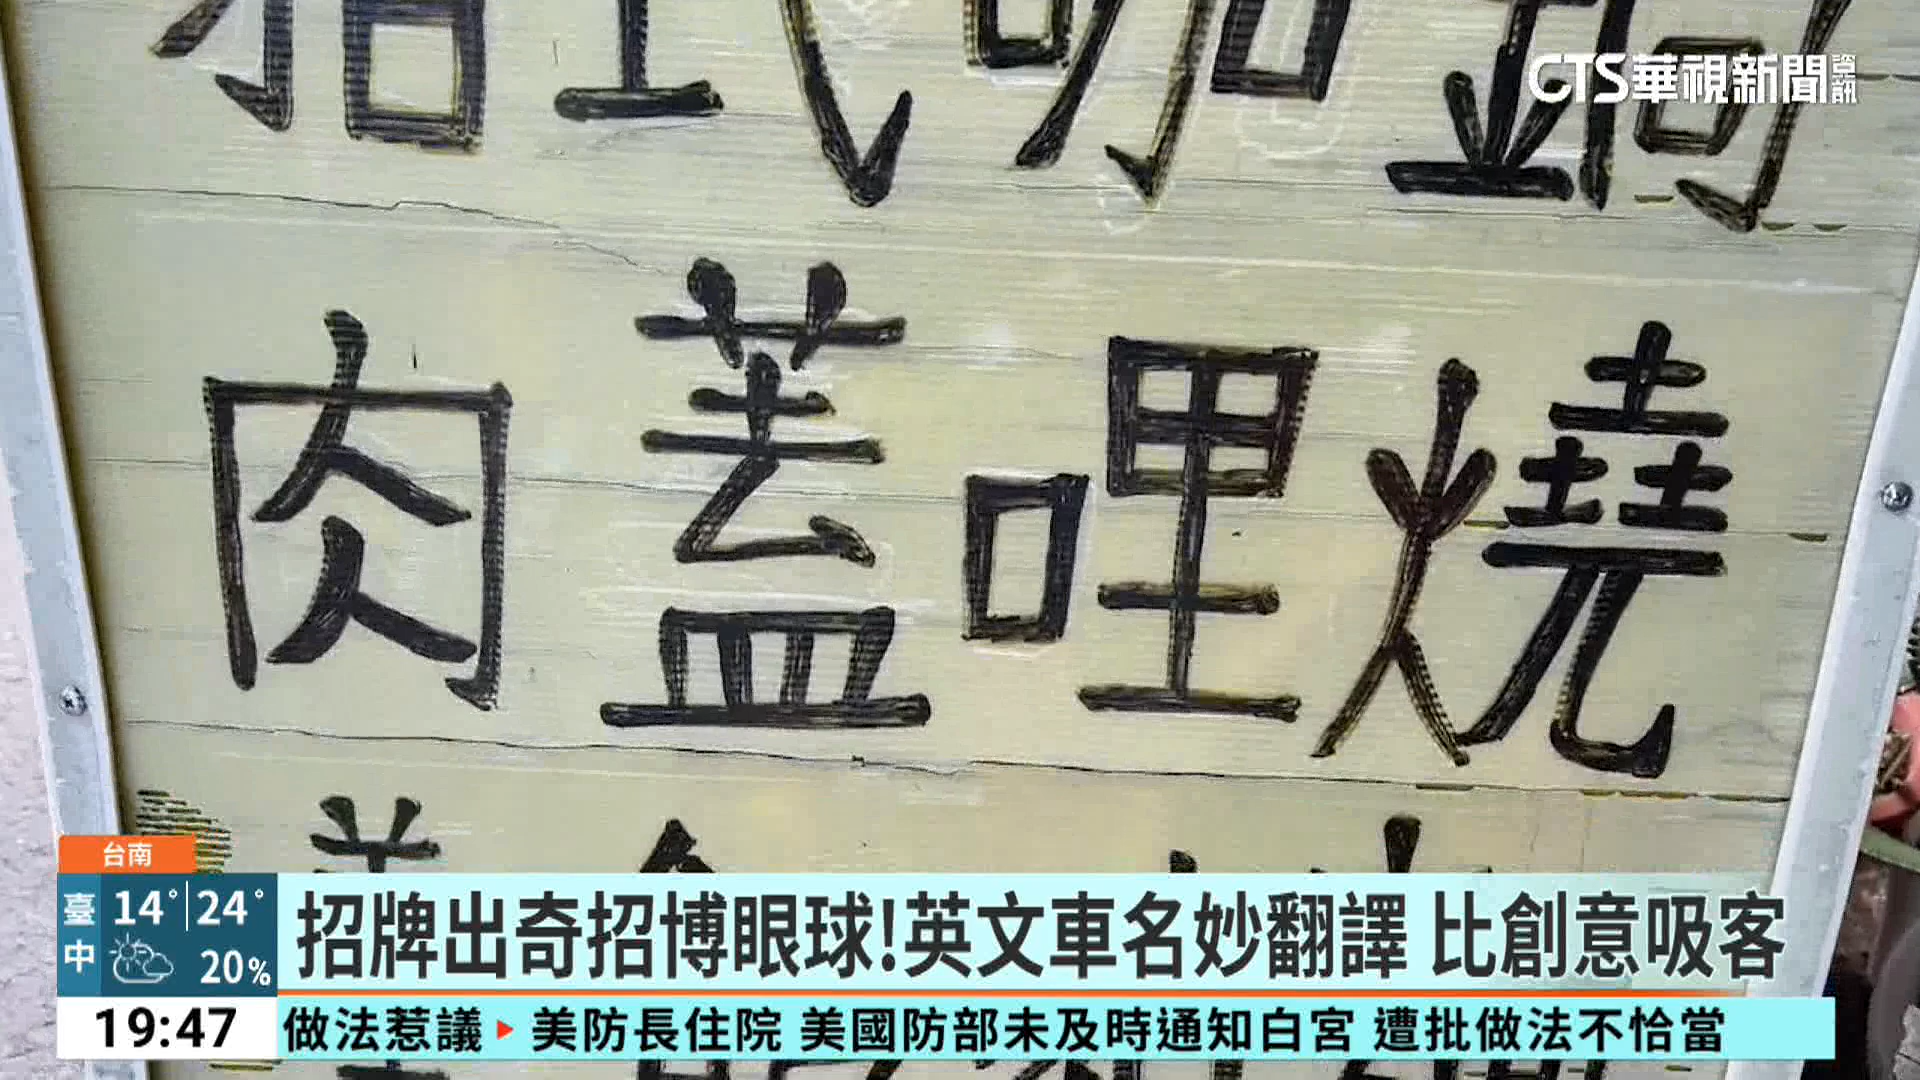 CTS華視新聞資訊
肉蓋哩燒
台南
臺中 14° 24° 20%
招牌出奇招博眼球!英文車名妙翻譯 比創意吸客
19:47 做法惹議▶美防長住院 美國防部未及時通知白宮 遭批做法不恰當